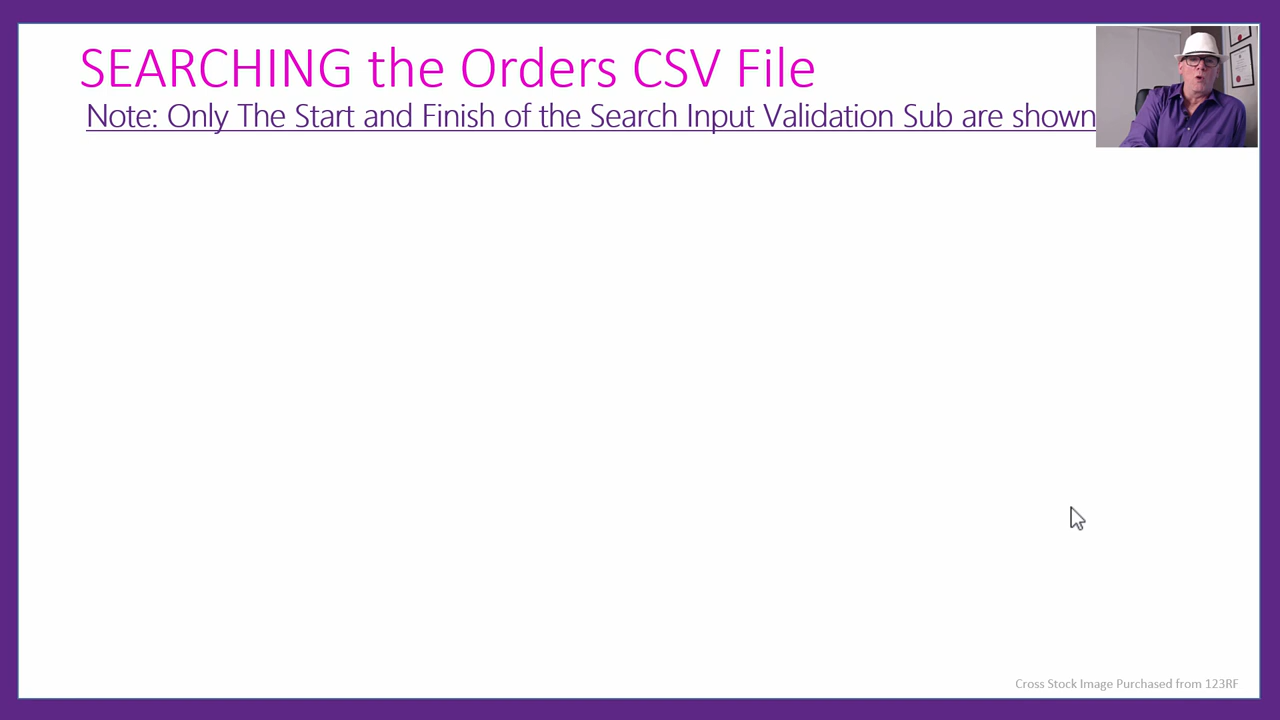 SEARCHING the Orders CSV File
Note: Only The Start and Finish of the Search Input Validation Sub are shown
Cross Stock Image Purchased from 123RF